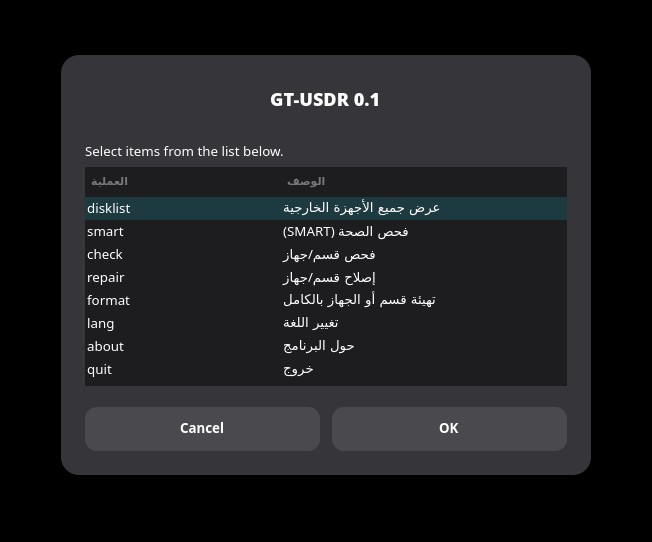 GT-USDR 0.1
Select items from the list below.
العملية الوصف
disklist عرض جميع الأجهزة الخارجية
smart فحص الصحة (SMART)
check فحص قسم/جهاز
repair إصلاح قسم/جهاز
format تهيئة قسم أو الجهاز بالكامل
lang تغيير اللغة
about حول البرنامج
quit خروج
Cancel OK